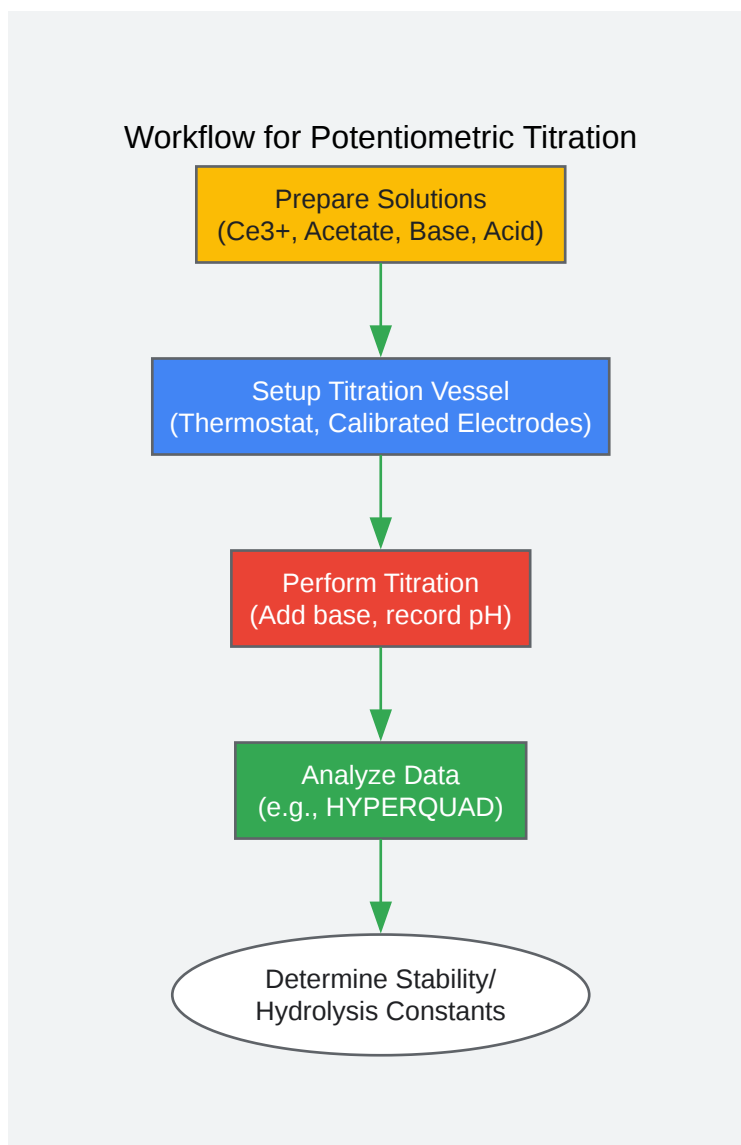 Workflow for Potentiometric Titration
Prepare Solutions
(Ce3+, Acetate, Base, Acid)
Setup Titration Vessel
(Thermostat, Calibrated Electrodes)
Perform Titration
(Add base, record pH)
Analyze Data
(e.g., HYPERQUAD)
Determine Stability/
Hydrolysis Constants